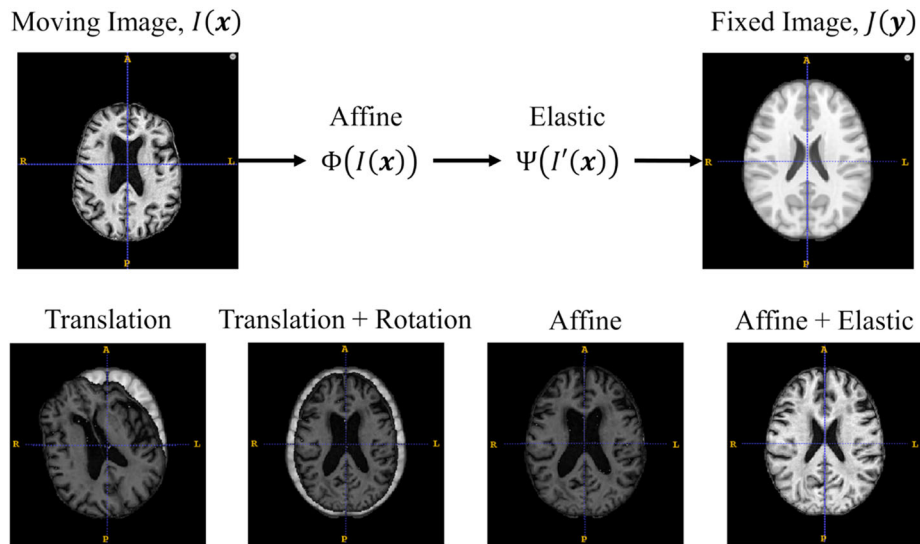 Moving Image, I(x)
Fixed Image, J(y)
A
R
L
P
Affine
Φ(I(x))
Elastic
Ψ(I′(x))
A
R
L
P
Translation
Translation + Rotation
Affine
Affine + Elastic
A
R
L
P
A
R
L
P
A
R
L
P
A
R
L
P